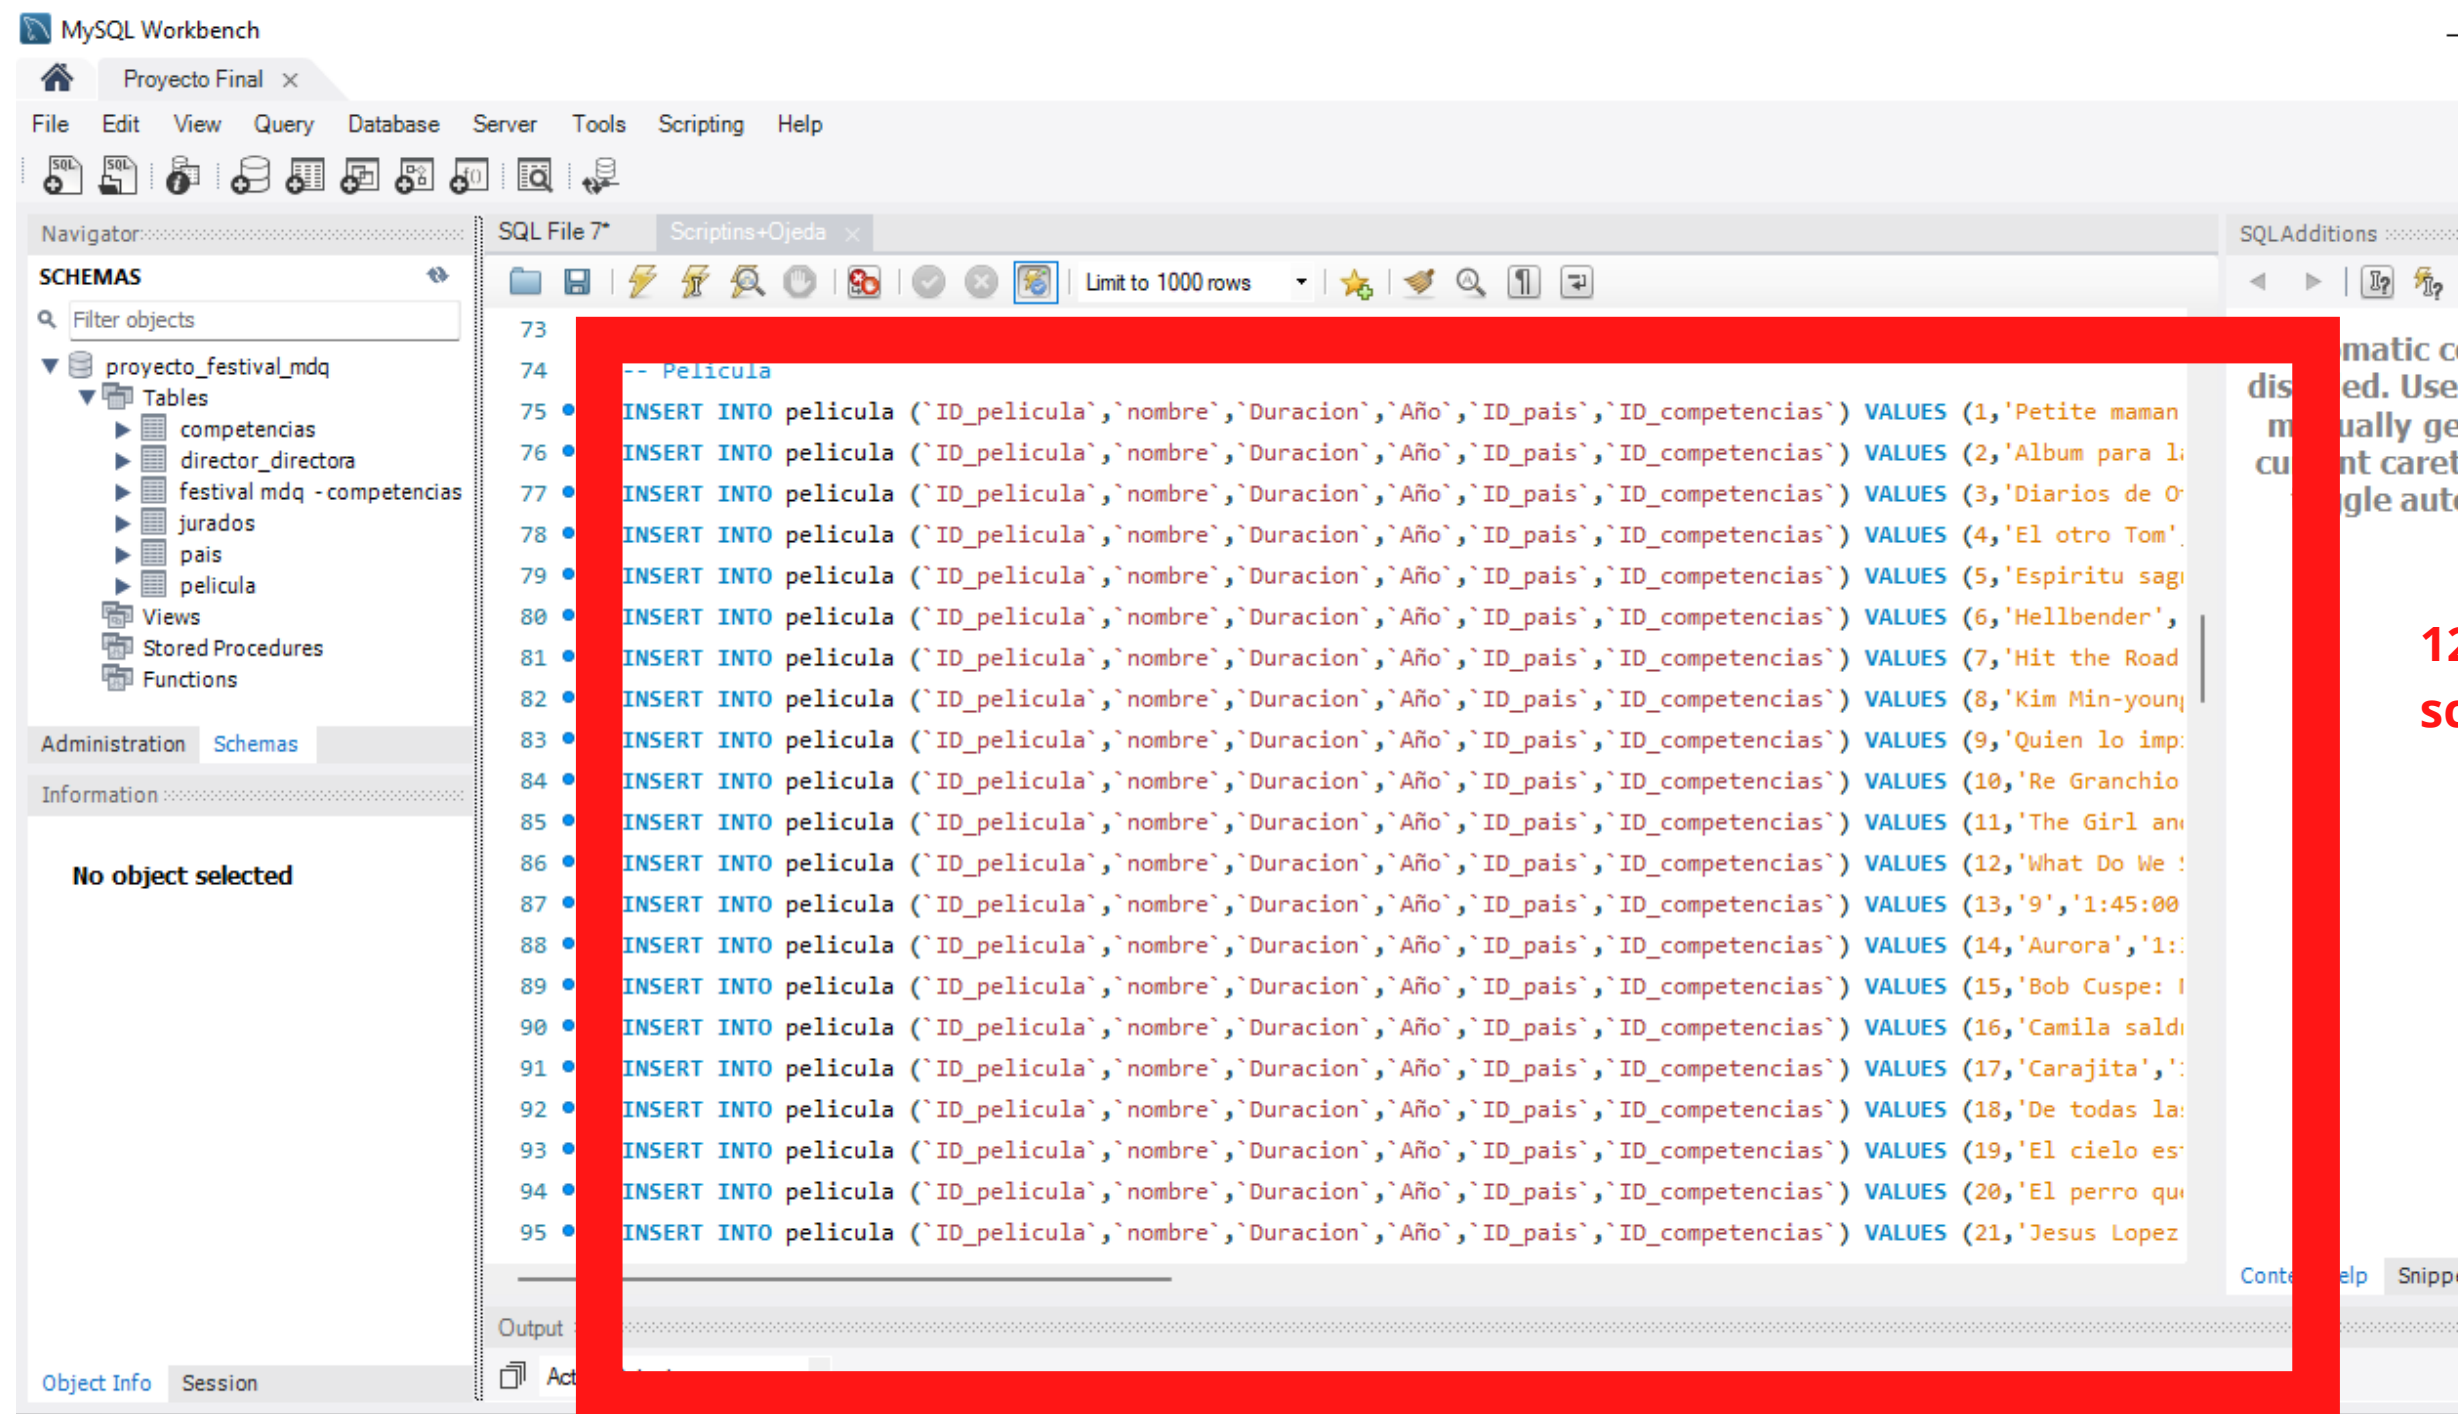 MySQL Workbench
Proyecto Final
File Edit View Query Database Server Tools Scripting Help
Navigator
SCHEMAS
Filter objects
proyecto_festival_mdq
Tables
competencias
director_directora
festival mdq - competencias
jurados
pais
pelicula
Views
Stored Procedures
Functions
Administration Schemas
Information
No object selected
Object Info Session
SQL File 7* Scriptins+Ojeda
Limit to 1000 rows
73
74 -- Pelicula
75 INSERT INTO pelicula (`ID_pelicula`,`nombre`,`Duracion`,`Año`,`ID_pais`,`ID_competencias`) VALUES (1,'Petite maman
76 INSERT INTO pelicula (`ID_pelicula`,`nombre`,`Duracion`,`Año`,`ID_pais`,`ID_competencias`) VALUES (2,'Album para
77 INSERT INTO pelicula (`ID_pelicula`,`nombre`,`Duracion`,`Año`,`ID_pais`,`ID_competencias`) VALUES (3,'Diarios de
78 INSERT INTO pelicula (`ID_pelicula`,`nombre`,`Duracion`,`Año`,`ID_pais`,`ID_competencias`) VALUES (4,'El otro Tom'
79 INSERT INTO pelicula (`ID_pelicula`,`nombre`,`Duracion`,`Año`,`ID_pais`,`ID_competencias`) VALUES (5,'Espiritu
80 INSERT INTO pelicula (`ID_pelicula`,`nombre`,`Duracion`,`Año`,`ID_pais`,`ID_competencias`) VALUES (6,'Hellbender',
81 INSERT INTO pelicula (`ID_pelicula`,`nombre`,`Duracion`,`Año`,`ID_pais`,`ID_competencias`) VALUES (7,'Hit the Road
82 INSERT INTO pelicula (`ID_pelicula`,`nombre`,`Duracion`,`Año`,`ID_pais`,`ID_competencias`) VALUES (8,'Kim
83 INSERT INTO pelicula (`ID_pelicula`,`nombre`,`Duracion`,`Año`,`ID_pais`,`ID_competencias`) VALUES (9,'Quien lo
84 INSERT INTO pelicula (`ID_pelicula`,`nombre`,`Duracion`,`Año`,`ID_pais`,`ID_competencias`) VALUES (10,'Re Granchio
85 INSERT INTO pelicula (`ID_pelicula`,`nombre`,`Duracion`,`Año`,`ID_pais`,`ID_competencias`) VALUES (11,'The Girl
86 INSERT INTO pelicula (`ID_pelicula`,`nombre`,`Duracion`,`Año`,`ID_pais`,`ID_competencias`) VALUES (12,'What Do We
87 INSERT INTO pelicula (`ID_pelicula`,`nombre`,`Duracion`,`Año`,`ID_pais`,`ID_competencias`) VALUES (13,'9','1:45:00
88 INSERT INTO pelicula (`ID_pelicula`,`nombre`,`Duracion`,`Año`,`ID_pais`,`ID_competencias`) VALUES (14,'Aurora','1:
89 INSERT INTO pelicula (`ID_pelicula`,`nombre`,`Duracion`,`Año`,`ID_pais`,`ID_competencias`) VALUES (15,'Bob Cuspe:
90 INSERT INTO pelicula (`ID_pelicula`,`nombre`,`Duracion`,`Año`,`ID_pais`,`ID_competencias`) VALUES (16,'Camila
91 INSERT INTO pelicula (`ID_pelicula`,`nombre`,`Duracion`,`Año`,`ID_pais`,`ID_competencias`) VALUES (17,'Carajita','
92 INSERT INTO pelicula (`ID_pelicula`,`nombre`,`Duracion`,`Año`,`ID_pais`,`ID_competencias`) VALUES (18,'De todas
93 INSERT INTO pelicula (`ID_pelicula`,`nombre`,`Duracion`,`Año`,`ID_pais`,`ID_competencias`) VALUES (19,'El cielo
94 INSERT INTO pelicula (`ID_pelicula`,`nombre`,`Duracion`,`Año`,`ID_pais`,`ID_competencias`) VALUES (20,'El perro
95 INSERT INTO pelicula (`ID_pelicula`,`nombre`,`Duracion`,`Año`,`ID_pais`,`ID_competencias`) VALUES (21,'Jesus Lopez
Output
SQLAdditions
ed. Use
caret